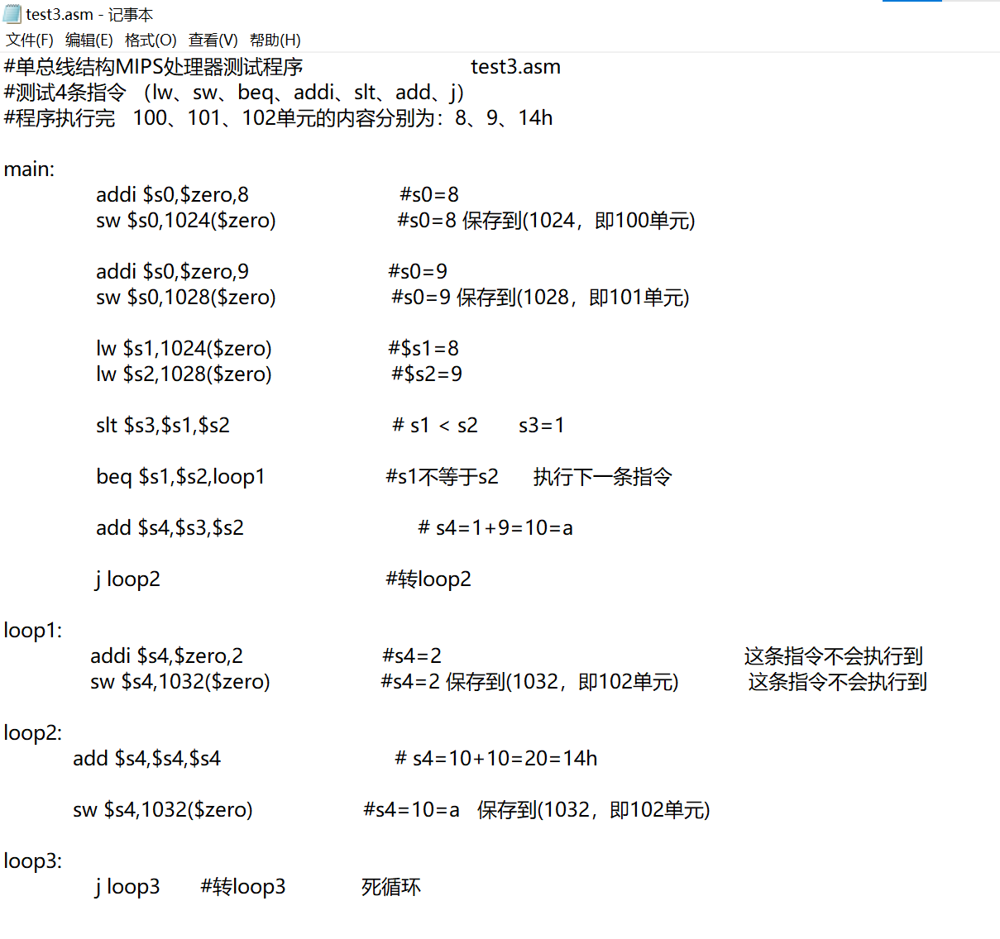 test3.asm - 记事本
文件(F) 编辑(E) 格式(O) 查看(V) 帮助(H)
#单总线结构MIPS处理器测试程序 test3.asm
#测试4条指令 （lw、sw、beq、addi、slt、add、j）
#程序执行完 100、101、102单元的内容分别为：8、9、14h
main:
addi $s0,$zero,8 #s0=8
sw $s0,1024($zero) #s0=8 保存到(1024，即100单元)
addi $s0,$zero,9 #s0=9
sw $s0,1028($zero) #s0=9 保存到(1028，即101单元)
lw $s1,1024($zero) #$s1=8
lw $s2,1028($zero) #$s2=9
slt $s3,$s1,$s2 # s1 < s2 s3=1
beq $s1,$s2,loop1 #s1不等于s2 执行下一条指令
add $s4,$s3,$s2 # s4=1+9=10=a
j loop2 #转loop2
loop1:
addi $s4,$zero,2 #s4=2 这条指令不会执行到
sw $s4,1032($zero) #s4=2 保存到(1032，即102单元) 这条指令不会执行到
loop2:
add $s4,$s4,$s4 # s4=10+10=20=14h
sw $s4,1032($zero) #s4=10=a 保存到(1032，即102单元)
loop3:
j loop3 #转loop3 死循环